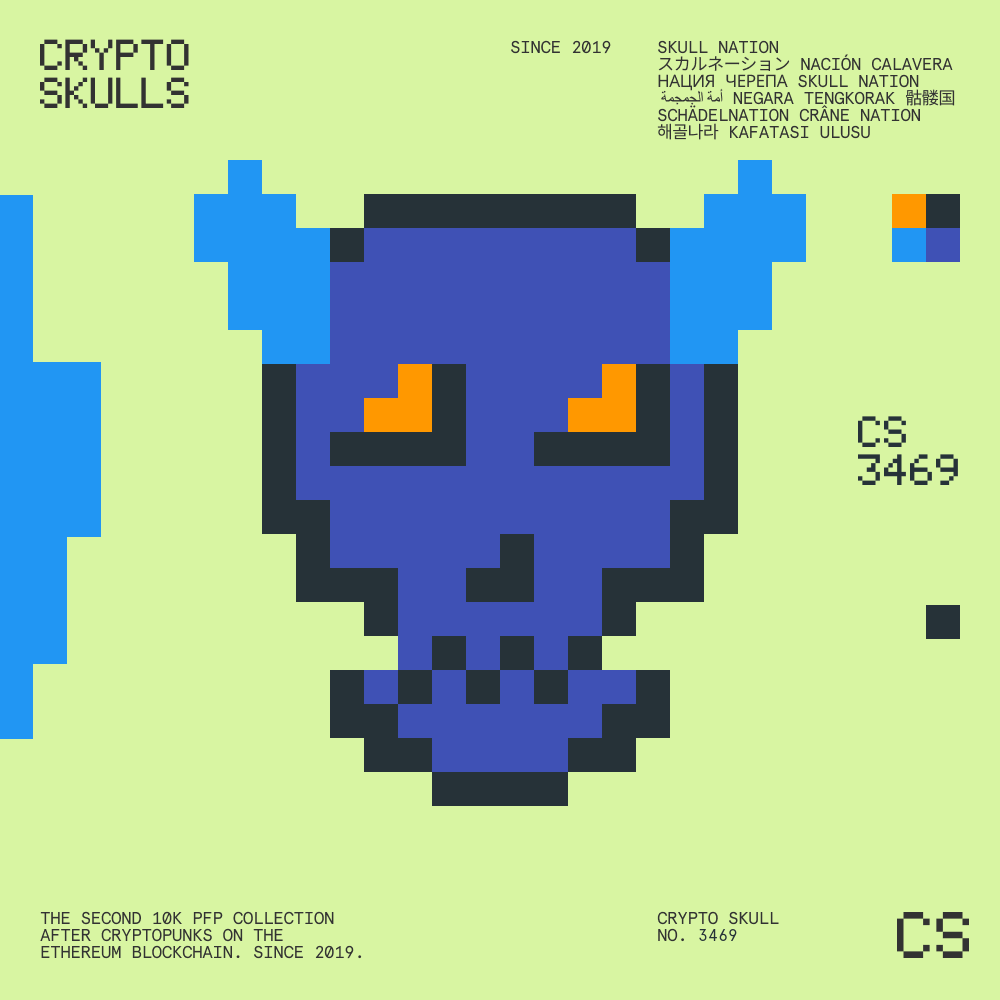 CRYPTO
SKULLS
SINCE 2019
SKULL NATION
スカルネーション NACIÓN CALAVERA
НАЦИЯ ЧЕРЕПА SKULL NATION
أمة الجمجمة NEGARA TENGKORAK 骷髅国
SCHÄDELNATION CRÂNE NATION
해골나라 KAFATASI ULUSU
CS
3469
THE SECOND 10K PFP COLLECTION
AFTER CRYPTOPUNKS ON THE
ETHEREUM BLOCKCHAIN. SINCE 2019.
CRYPTO SKULL
NO. 3469
CS